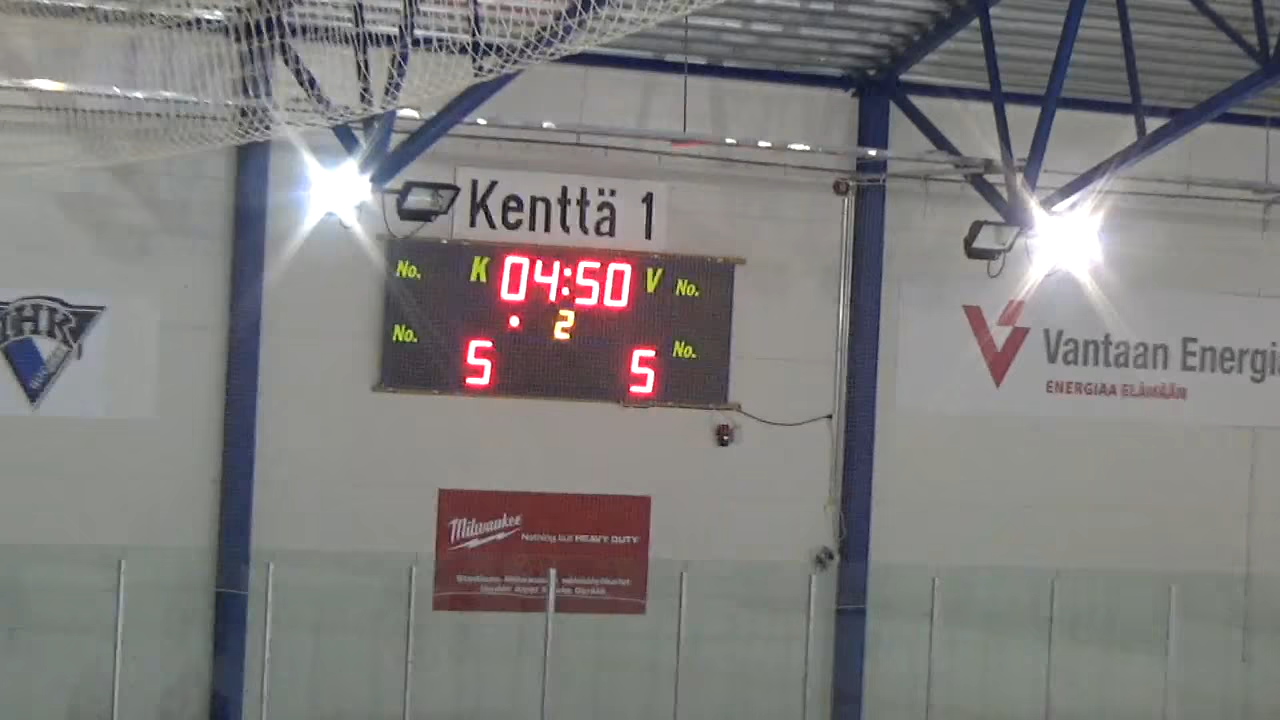 Kenttä 1
No. K 04:50 V No.
2
No. No.
5 5
HK
Vantaan Energia
ENERGIAA ELÄMÄÄN
Milwaukee
Nothing but HEAVY DUTY